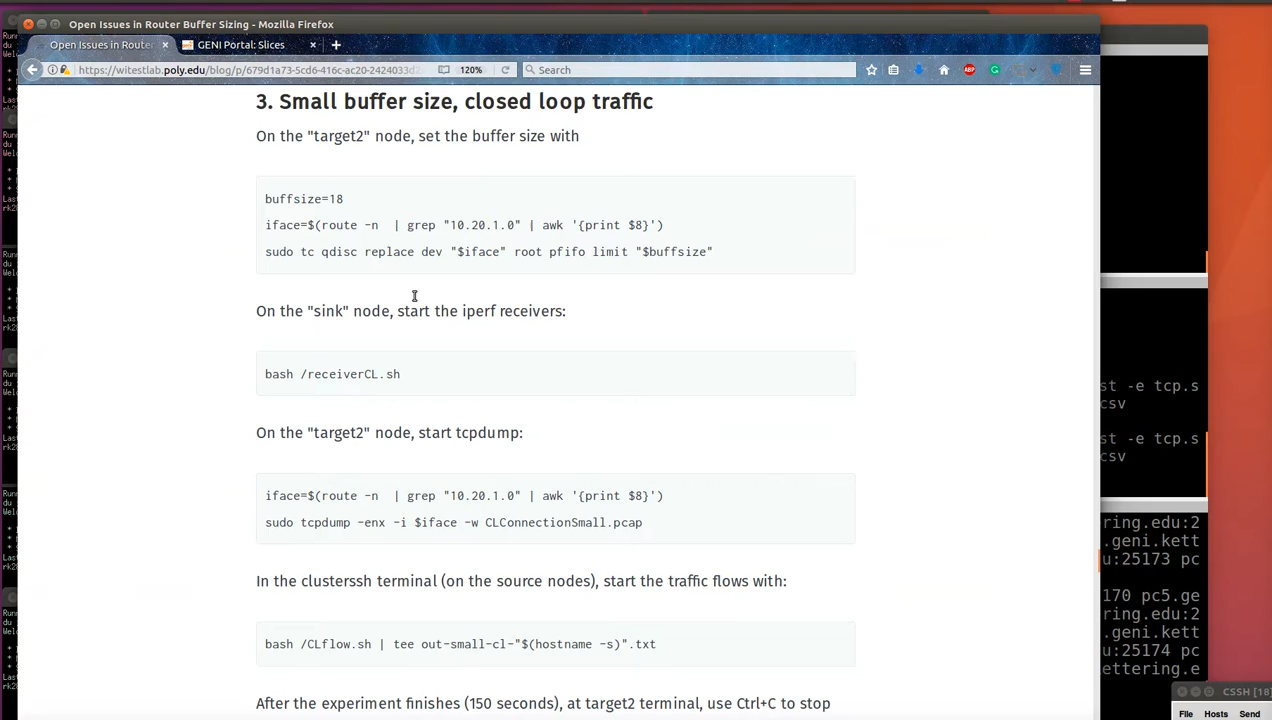 Open Issues in Router Buffer Sizing - Mozilla Firefox
Open Issues in Router
GENI Portal: Slices
https://witestlab.poly.edu/blog/p/679d1a73-5cd6-416c-ac20-2424033d2
120%
Search
3. Small buffer size, closed loop traffic
On the "target2" node, set the buffer size with
buffsize=18
iface=$(route -n | grep "10.20.1.0" | awk '{print $8}')
sudo tc qdisc replace dev "$iface" root pfifo limit "$buffsize"
On the "sink" node, start the iperf receivers:
bash /receiverCL.sh
On the "target2" node, start tcpdump:
iface=$(route -n | grep "10.20.1.0" | awk '{print $8}')
sudo tcpdump -enx -i $iface -w CLConnectionSmall.pcap
In the clusterssh terminal (on the source nodes), start the traffic flows with:
bash /CLflow.sh | tee out-small-cl-"$(hostname -s)".txt
After the experiment finishes (150 seconds), at target2 terminal, use Ctrl+C to stop
st -e tcp.s
csv
st -e tcp.s
csv
ring.edu:2
.geni.kett
u:25173 pc
170 pc5.ge
ring.edu:2
.geni.kett
u:25174 pc
ettering.e
CSSH [18]
File Hosts Send